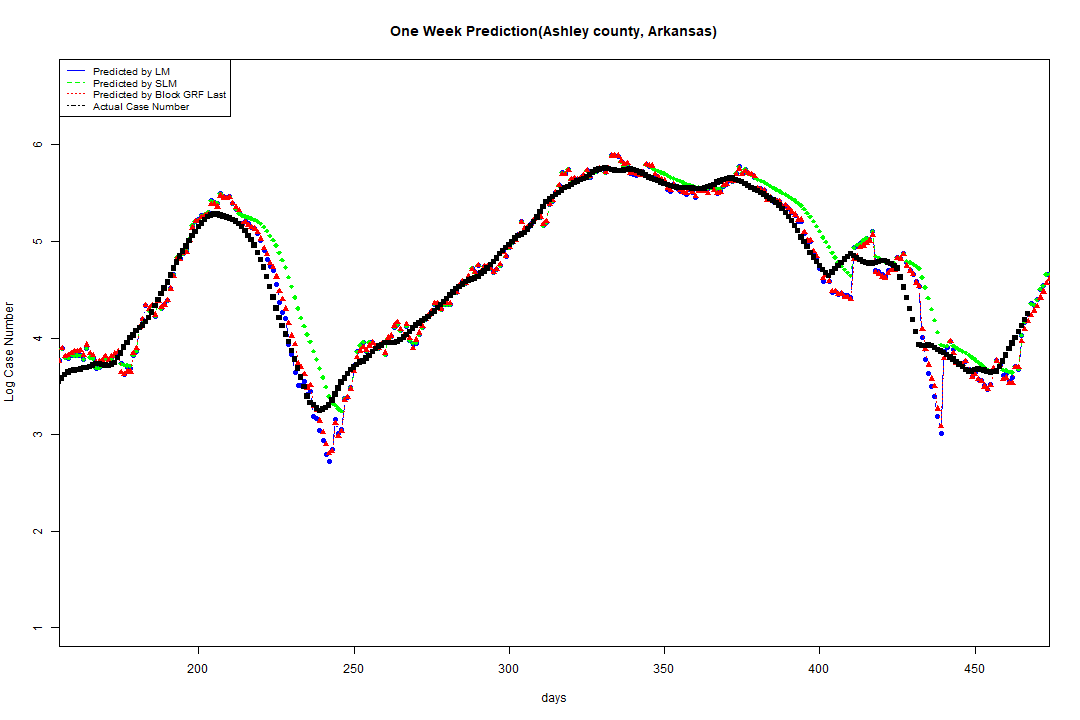 One Week Prediction(Ashley county, Arkansas)
Predicted by LM
Predicted by SLM
Predicted by Block GRF Last
Actual Case Number
6
5
4
3
2
1
Log Case Number
200 250 300 350 400 450
days